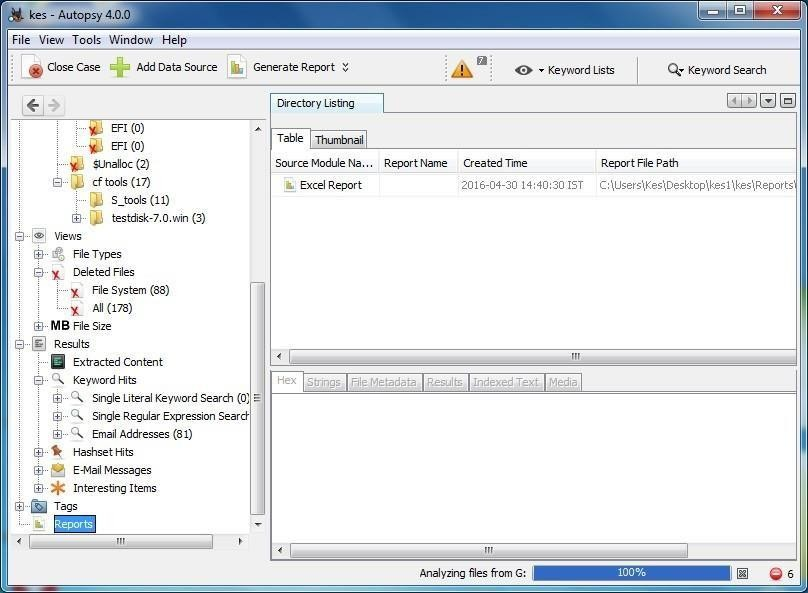 kes - Autopsy 4.0.0
File View Tools Window Help
Close Case Add Data Source Generate Report 7 Keyword Lists Keyword Search
Directory Listing
Table Thumbnail
Source Module Na... Report Name Created Time Report File Path
Excel Report 2016-04-30 14:40:30 IST C:\Users\Kes\Desktop\kes1\kes\Reports\
EFI (0)
EFI (0)
$Unalloc (2)
cf tools (17)
S_tools (11)
testdisk-7.0.win (3)
Views
File Types
Deleted Files
File System (88)
All (178)
MB File Size
Results
Extracted Content
Keyword Hits
Single Literal Keyword Search (0)
Single Regular Expression Search
Email Addresses (81)
Hashset Hits
E-Mail Messages
Interesting Items
Tags
Reports
Hex Strings File Metadata Results Indexed Text Media
Analyzing files from G: 100% 6